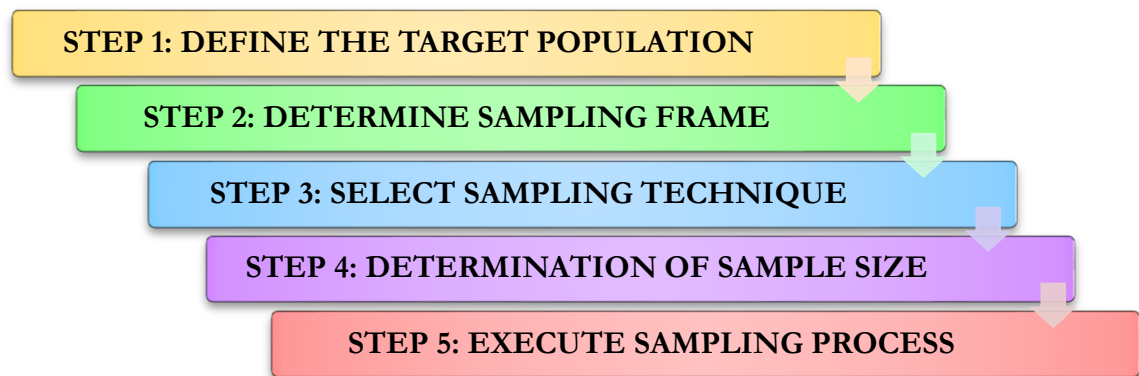 STEP 1: DEFINE THE TARGET POPULATION
STEP 2: DETERMINE SAMPLING FRAME
STEP 3: SELECT SAMPLING TECHNIQUE
STEP 4: DETERMINATION OF SAMPLE SIZE
STEP 5: EXECUTE SAMPLING PROCESS